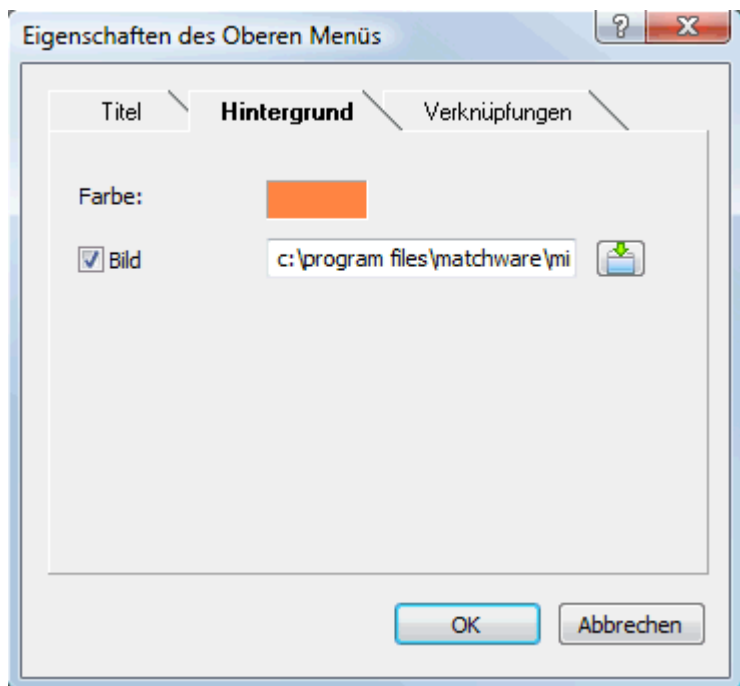 Eigenschaften des Oberen Menüs
Titel Hintergrund Verknüpfungen
Farbe:
Bild c:\program files\matchware\mi
OK Abbrechen